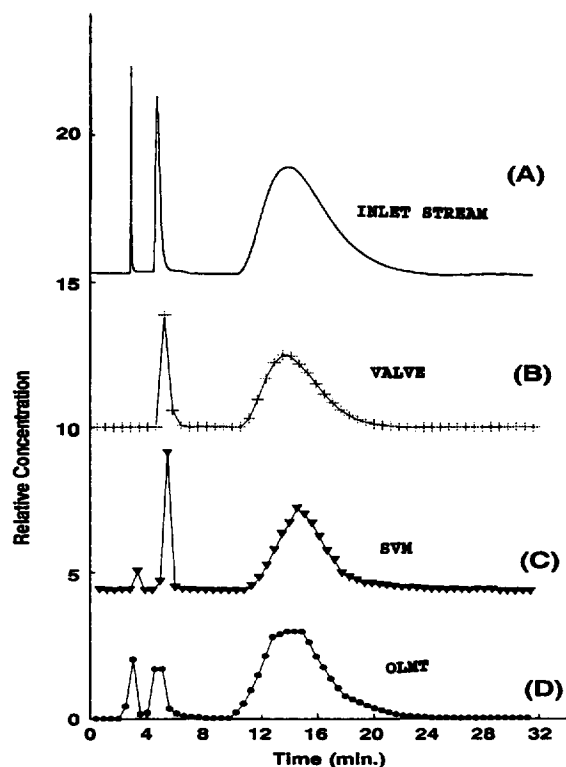 20
15
10
5
0
Relative Concentration
(A)
INLET STREAM
(B)
VALVE
(C)
SVM
(D)
OLMT
0 4 8 12 16 20 24 28 32
Time (min.)